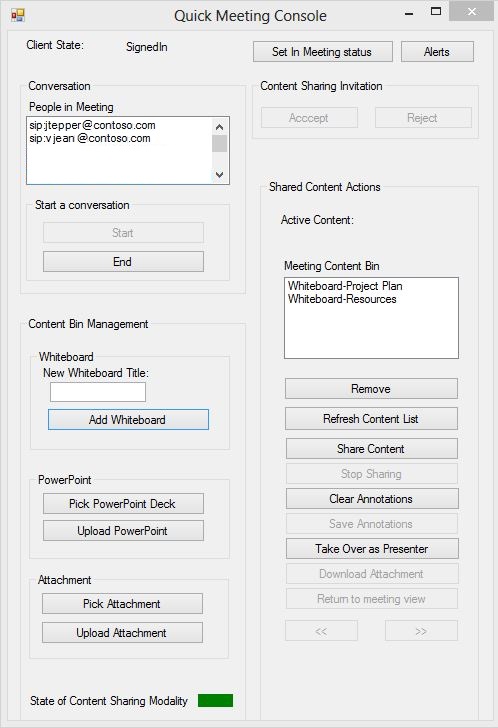 Quick Meeting Console
Client State: SignedIn
Set In Meeting status
Alerts
Conversation
People in Meeting
sip:jtepper@contoso.com
sip:vjean@contoso.com
Start a conversation
Start
End
Content Sharing Invitation
Acccept
Reject
Content Bin Management
Whiteboard
New Whiteboard Title:
Add Whiteboard
PowerPoint
Pick PowerPoint Deck
Upload PowerPoint
Attachment
Pick Attachment
Upload Attachment
State of Content Sharing Modality
Shared Content Actions
Active Content:
Meeting Content Bin
Whiteboard-Project Plan
Whiteboard-Resources
Remove
Refresh Content List
Share Content
Stop Sharing
Clear Annotations
Save Annotations
Take Over as Presenter
Download Attachment
Return to meeting view
<<
>>